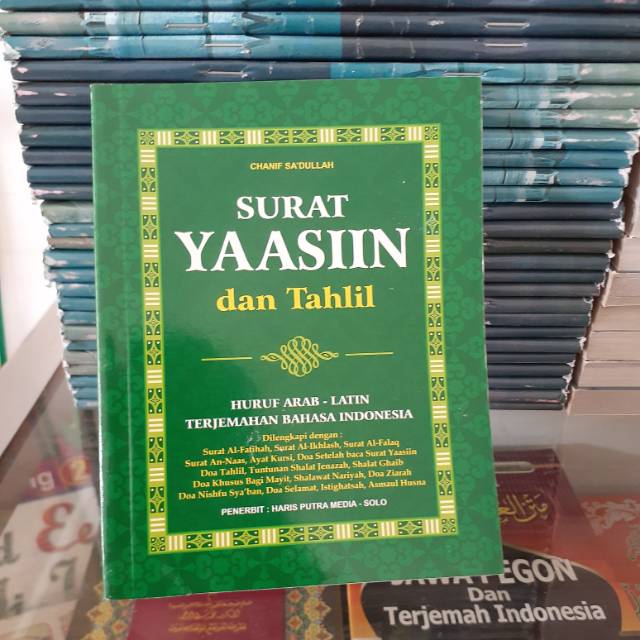 CHANIF SA'DULLAH
SURAT
YAASIIN
dan Tahlil
HURUF ARAB - LATIN
TERJEMAHAN BAHASA INDONESIA
Dilengkapi dengan :
Surat Al-Fatihah, Surat Al-Ikhlash, Surat Al-Falaq
Surat An-Naas, Ayat Kursi, Doa Setelah baca Surat Yaasiin
Doa Tahlil, Tuntunan Shalat Jenazah, Shalat Ghaib
Doa Khusus Bagi Mayit, Shalawat Nariyah, Doa Ziarah
Doa Nishfu Sya'ban, Doa Selamat, Istighatsah, Asmaul Husna
PENERBIT : HARIS PUTRA MEDIA - SOLO
PEGON
Dan
Terjemah Indonesia